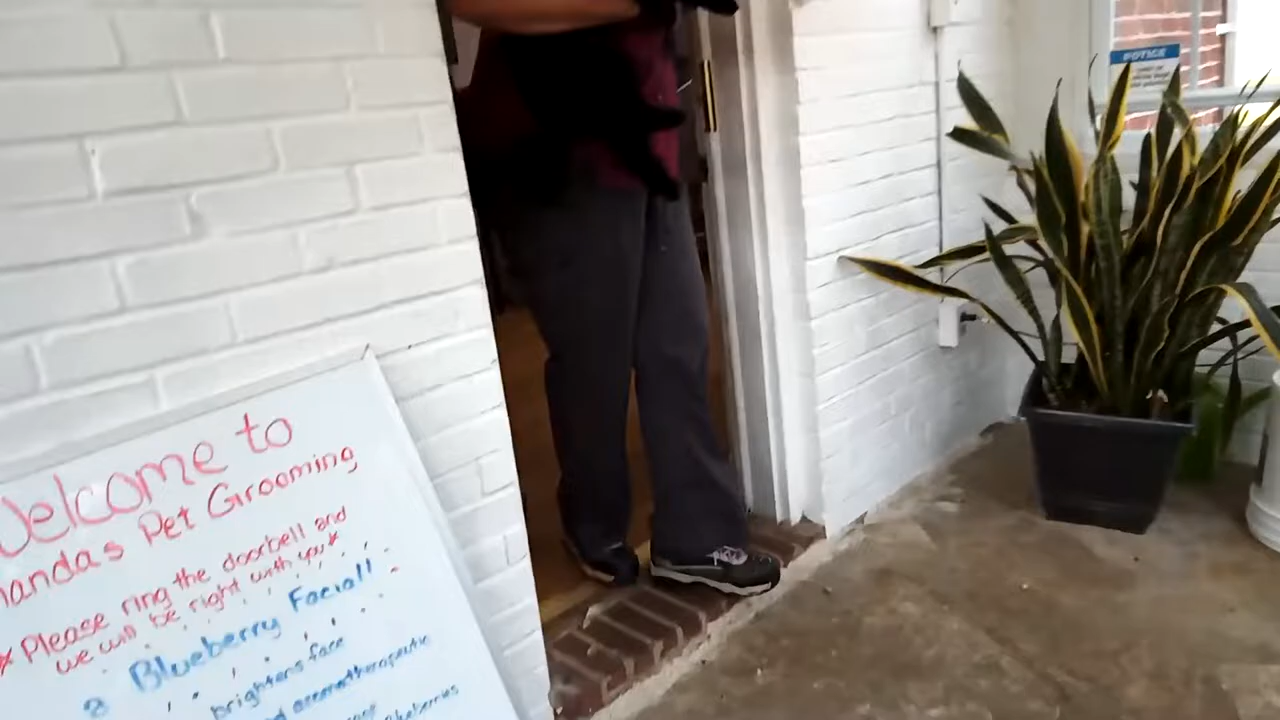 Welcome to
Pet Grooming
* Please ring the doorbell and
we will be right with you *
Blueberry Facial!
brightens face
aromatherapeutic
NOTICE